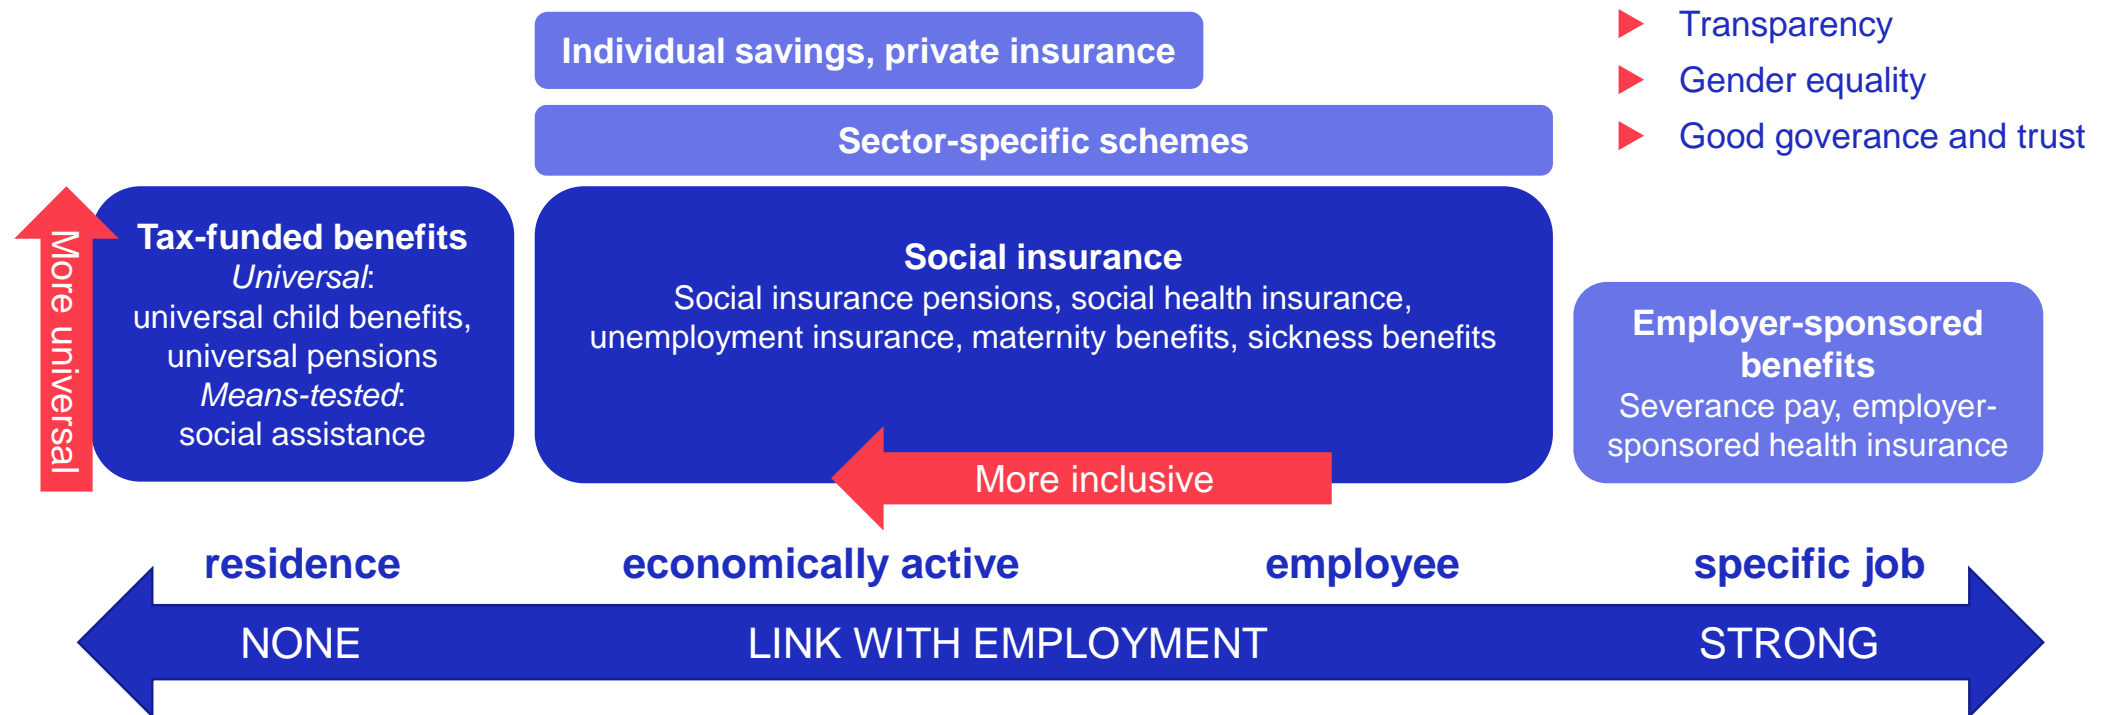 Individual savings, private insurance
Sector-specific schemes
Transparency
Gender equality
Good goverance and trust
More universal
Tax-funded benefits
Universal:
universal child benefits,
universal pensions
Means-tested:
social assistance
Social insurance
Social insurance pensions, social health insurance,
unemployment insurance, maternity benefits, sickness benefits
More inclusive
Employer-sponsored
benefits
Severance pay, employer-
sponsored health insurance
residence
economically active
employee
specific job
NONE
LINK WITH EMPLOYMENT
STRONG